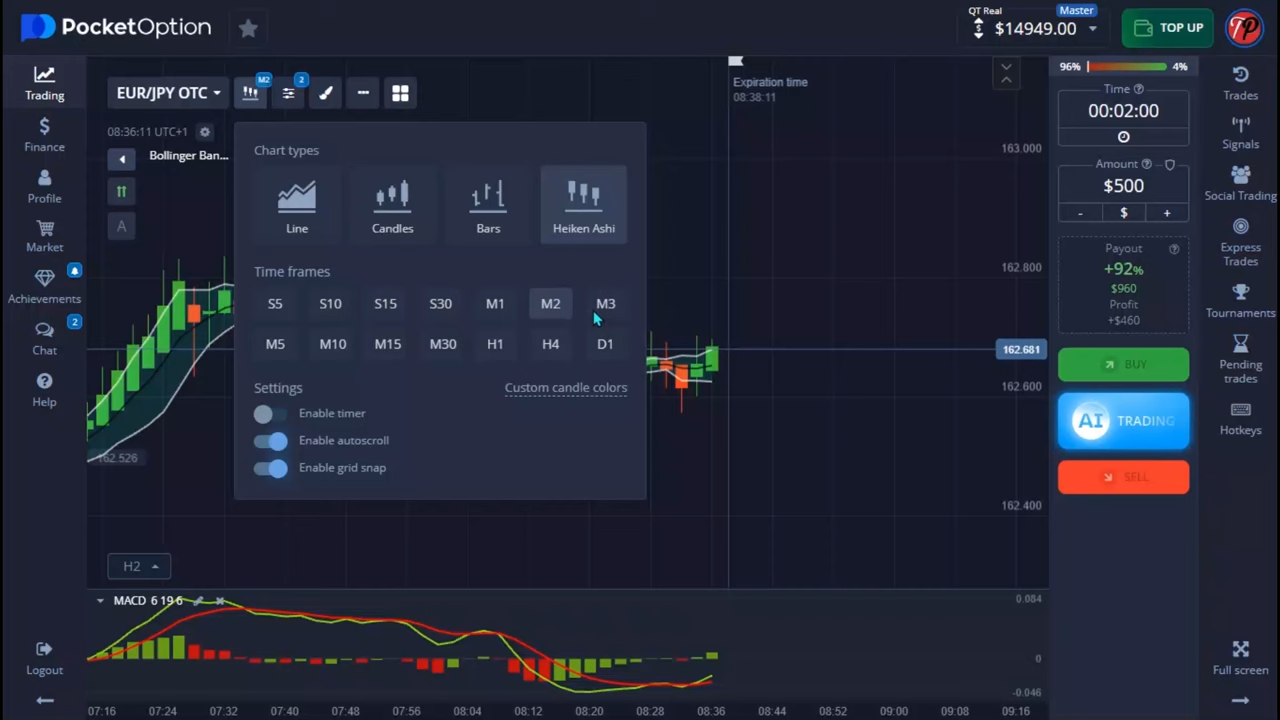 PocketOption
QT Real
Master
$14949.00
TOP UP
Trading
Finance
Profile
Market
Achievements
2
Chat
Help
Logout
EUR/JPY OTC
M2
2
08:36:11 UTC+1
Bollinger Ban...
A
Expiration time
08:38:11
Chart types
Line
Candles
Bars
Heiken Ashi
Time frames
S5 S10 S15 S30 M1 M2 M3
M5 M10 M15 M30 H1 H4 D1
Settings
Custom candle colors
Enable timer
Enable autoscroll
Enable grid snap
162.526
H2
163.000
162.800
162.681
162.600
162.400
MACD 6 19 6
0.084
0
-0.046
07:16 07:24 07:32 07:40 07:48 07:56 08:04 08:12 08:20 08:28 08:36 08:44 08:52 09:00 09:08 09:16
96% 4%
Time
00:02:00
Amount
$500
- $ +
Payout
+92%
$960
Profit
+$460
BUY
AI TRADING
SELL
Trades
Signals
Social Trading
Express
Trades
Tournaments
Pending
trades
Hotkeys
Full screen